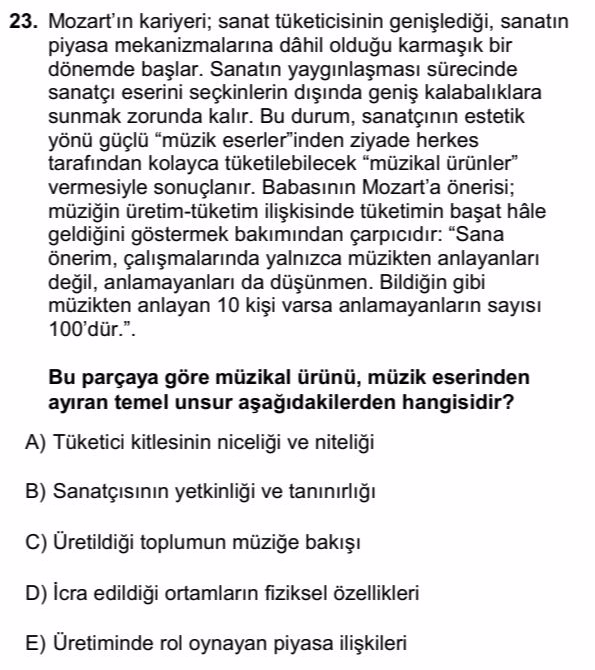 23. Mozart'ın kariyeri; sanat tüketicisinin genişlediği, sanatın
piyasa mekanizmalarına dâhil olduğu karmaşık bir
dönemde başlar. Sanatın yaygınlaşması sürecinde
sanatçı eserini seçkinlerin dışında geniş kalabalıklara
sunmak zorunda kalır. Bu durum, sanatçının estetik
yönü güçlü “müzik eserler”inden ziyade herkes
tarafından kolayca tüketilebilecek “müzikal ürünler”
vermesiyle sonuçlanır. Babasının Mozart'a önerisi;
müziğin üretim-tüketim ilişkisinde tüketimin başat hâle
geldiğini göstermek bakımından çarpıcıdır: “Sana
önerim, çalışmalarında yalnızca müzikten anlayanları
değil, anlamayanları da düşünmen. Bildiğin gibi
müzikten anlayan 10 kişi varsa anlamayanların sayısı
100'dür.”.
Bu parçaya göre müzikal ürünü, müzik eserinden
ayıran temel unsur aşağıdakilerden hangisidir?
A) Tüketici kitlesinin niceliği ve niteliği
B) Sanatçısının yetkinliği ve tanınırlığı
C) Üretildiği toplumun müziğe bakışı
D) İcra edildiği ortamların fiziksel özellikleri
E) Üretiminde rol oynayan piyasa ilişkileri